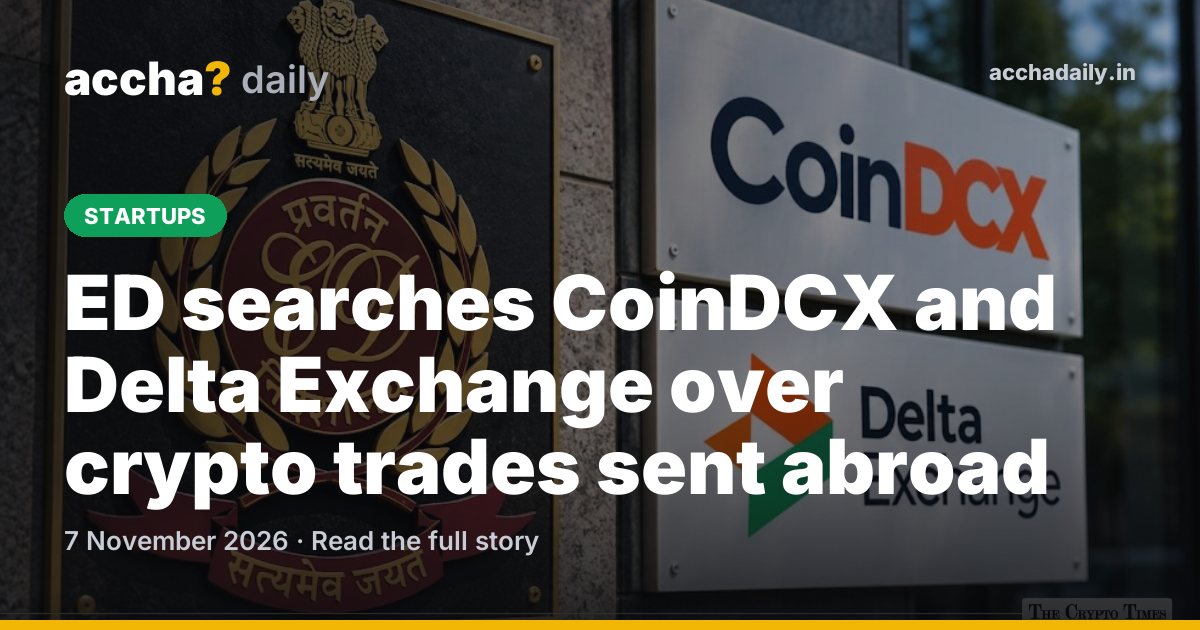 accha? daily
acchadaily.in
सत्यमेव जयते
STARTUPS
प्रवर्तन
ED
CoinDCX
ED searches CoinDCX and
Delta Exchange over
crypto trades sent abroad
Delta
Exchange
7 November 2026 · Read the full story
सत्यमेव जयते
The Crypto Times